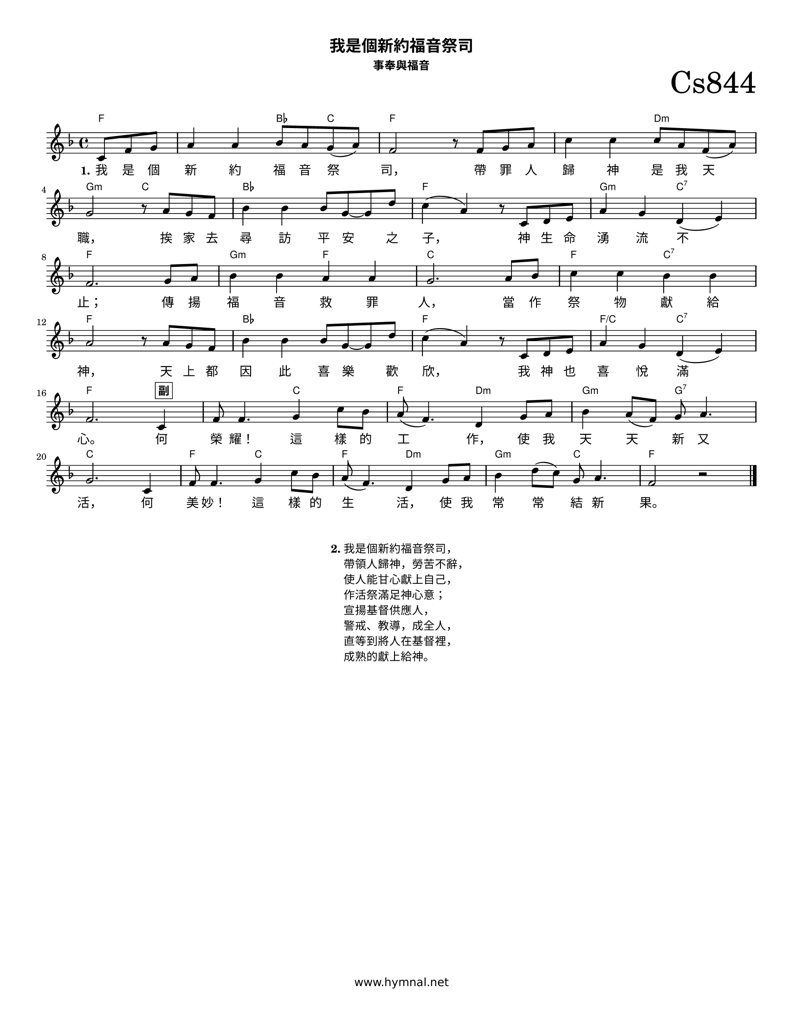 我是個新約福音祭司
事奉與福音
Cs844
F B♭ C F Dm
1. 我 是 個 新 約 福 音 祭 司， 帶 罪 人 歸 神 是 我 天
4 Gm C B♭ F Gm C7
職， 挨 家 去 尋 訪 平 安 之 子， 神 生 命 湧 流 不
8 F Gm F C F C7
止； 傳 揚 福 音 救 罪 人， 當 作 祭 物 獻 給
12 F B♭ F F/C C7
神， 天 上 都 因 此 喜 樂 歡 欣， 我 神 也 喜 悅 滿
16 F 副 C F Dm Gm G7
心。 何 榮 耀！ 這 樣 的 工 作， 使 我 天 天 新 又
20 C F C F Dm Gm C F
活， 何 美 妙！ 這 樣 的 生 活， 使 我 常 常 結 新 果。
2. 我是個新約福音祭司，
帶領人歸神，勞苦不辭，
使人能甘心獻上自己，
作活祭滿足神心意；
宣揚基督供應人，
警戒、教導，成全人，
直等到將人在基督裡，
成熟的獻上給神。
www.hymnal.net